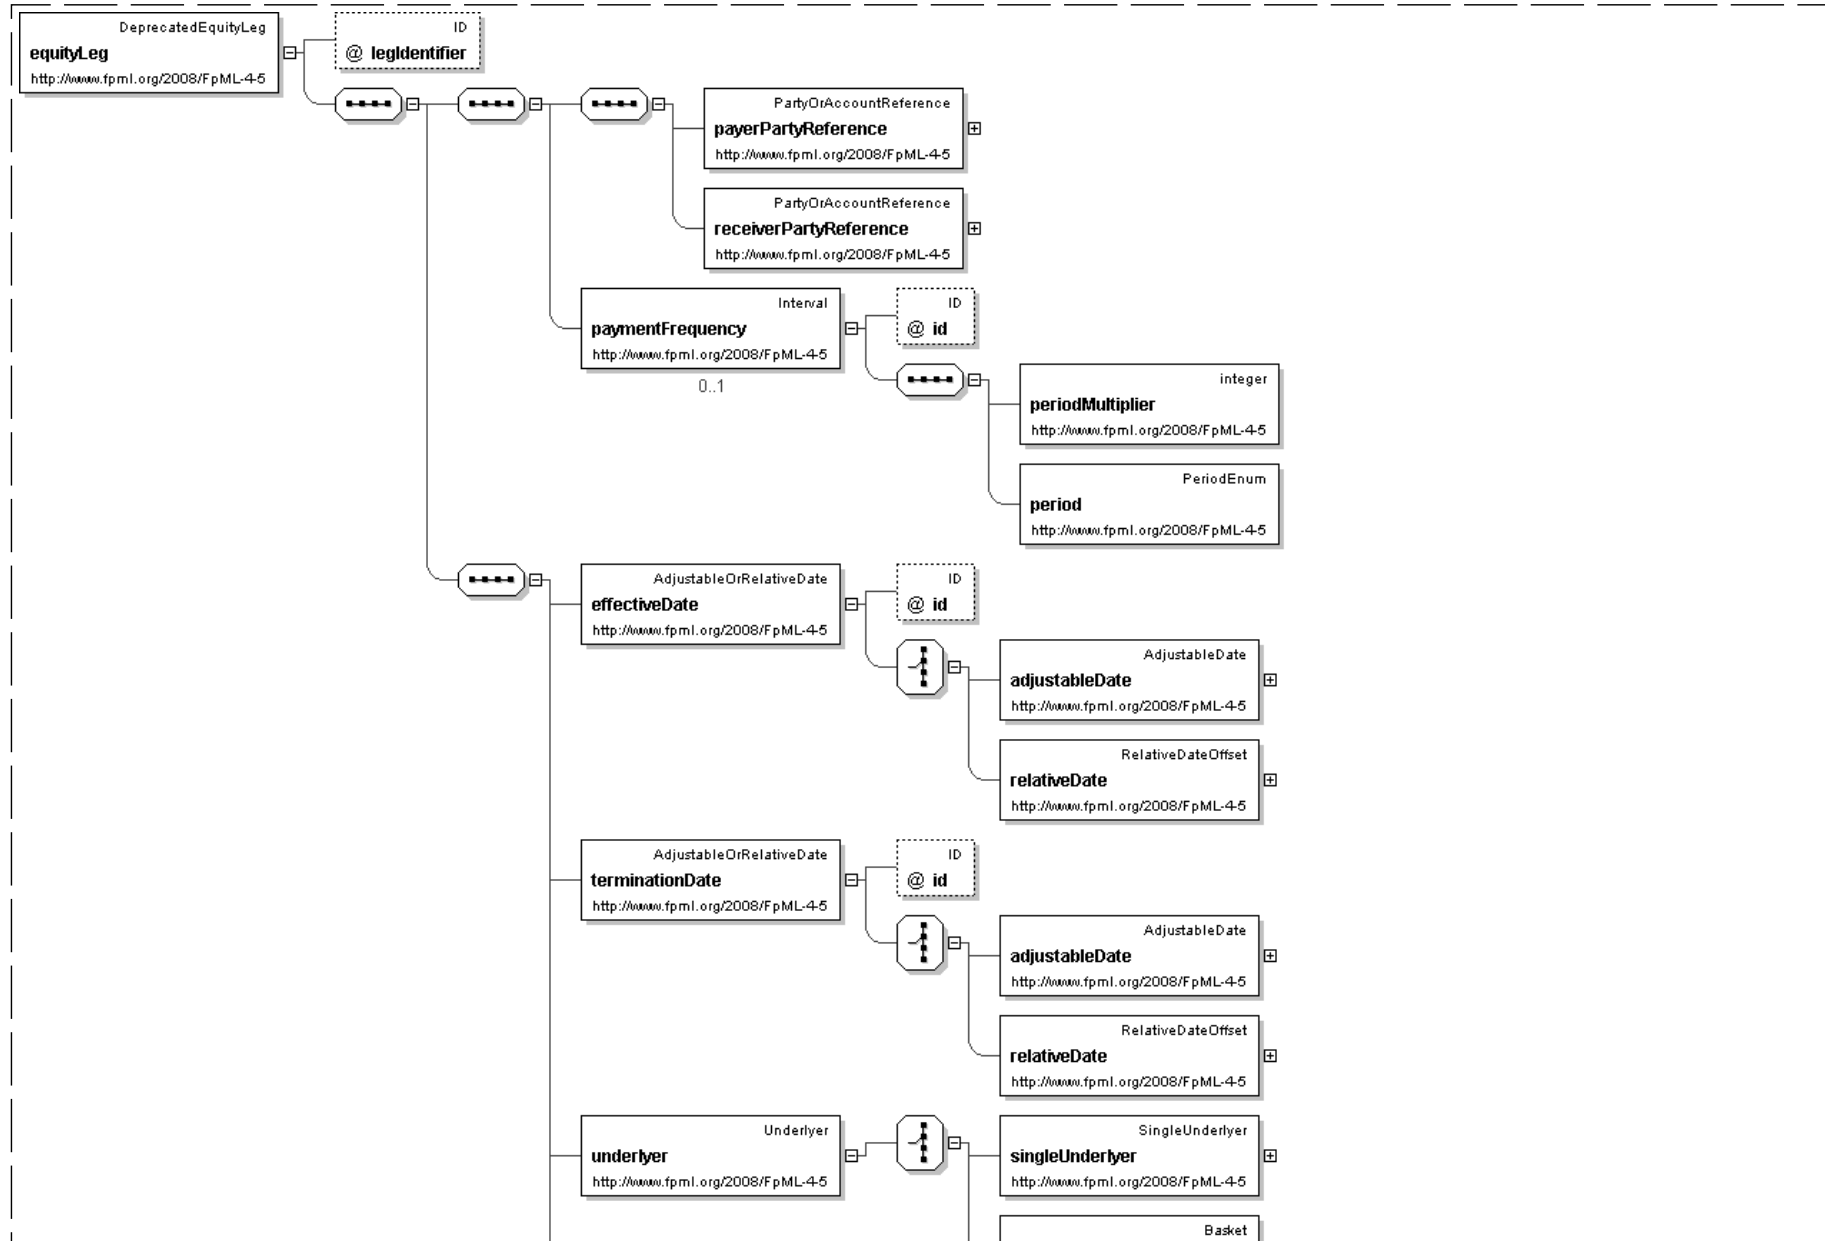 DeprecatedEquityLeg
equityLeg
http://www.fpml.org/2008/FpML-4-5
ID
@ legIdentifier
PartyOrAccountReference
payerPartyReference
http://www.fpml.org/2008/FpML-4-5
PartyOrAccountReference
receiverPartyReference
http://www.fpml.org/2008/FpML-4-5
Interval
paymentFrequency
http://www.fpml.org/2008/FpML-4-5
0..1
ID
@ id
integer
periodMultiplier
http://www.fpml.org/2008/FpML-4-5
PeriodEnum
period
http://www.fpml.org/2008/FpML-4-5
AdjustableOrRelativeDate
effectiveDate
http://www.fpml.org/2008/FpML-4-5
ID
@ id
AdjustableDate
adjustableDate
http://www.fpml.org/2008/FpML-4-5
RelativeDateOffset
relativeDate
http://www.fpml.org/2008/FpML-4-5
AdjustableOrRelativeDate
terminationDate
http://www.fpml.org/2008/FpML-4-5
ID
@ id
AdjustableDate
adjustableDate
http://www.fpml.org/2008/FpML-4-5
RelativeDateOffset
relativeDate
http://www.fpml.org/2008/FpML-4-5
Underlyer
underlyer
http://www.fpml.org/2008/FpML-4-5
SingleUnderlyer
singleUnderlyer
http://www.fpml.org/2008/FpML-4-5
Basket